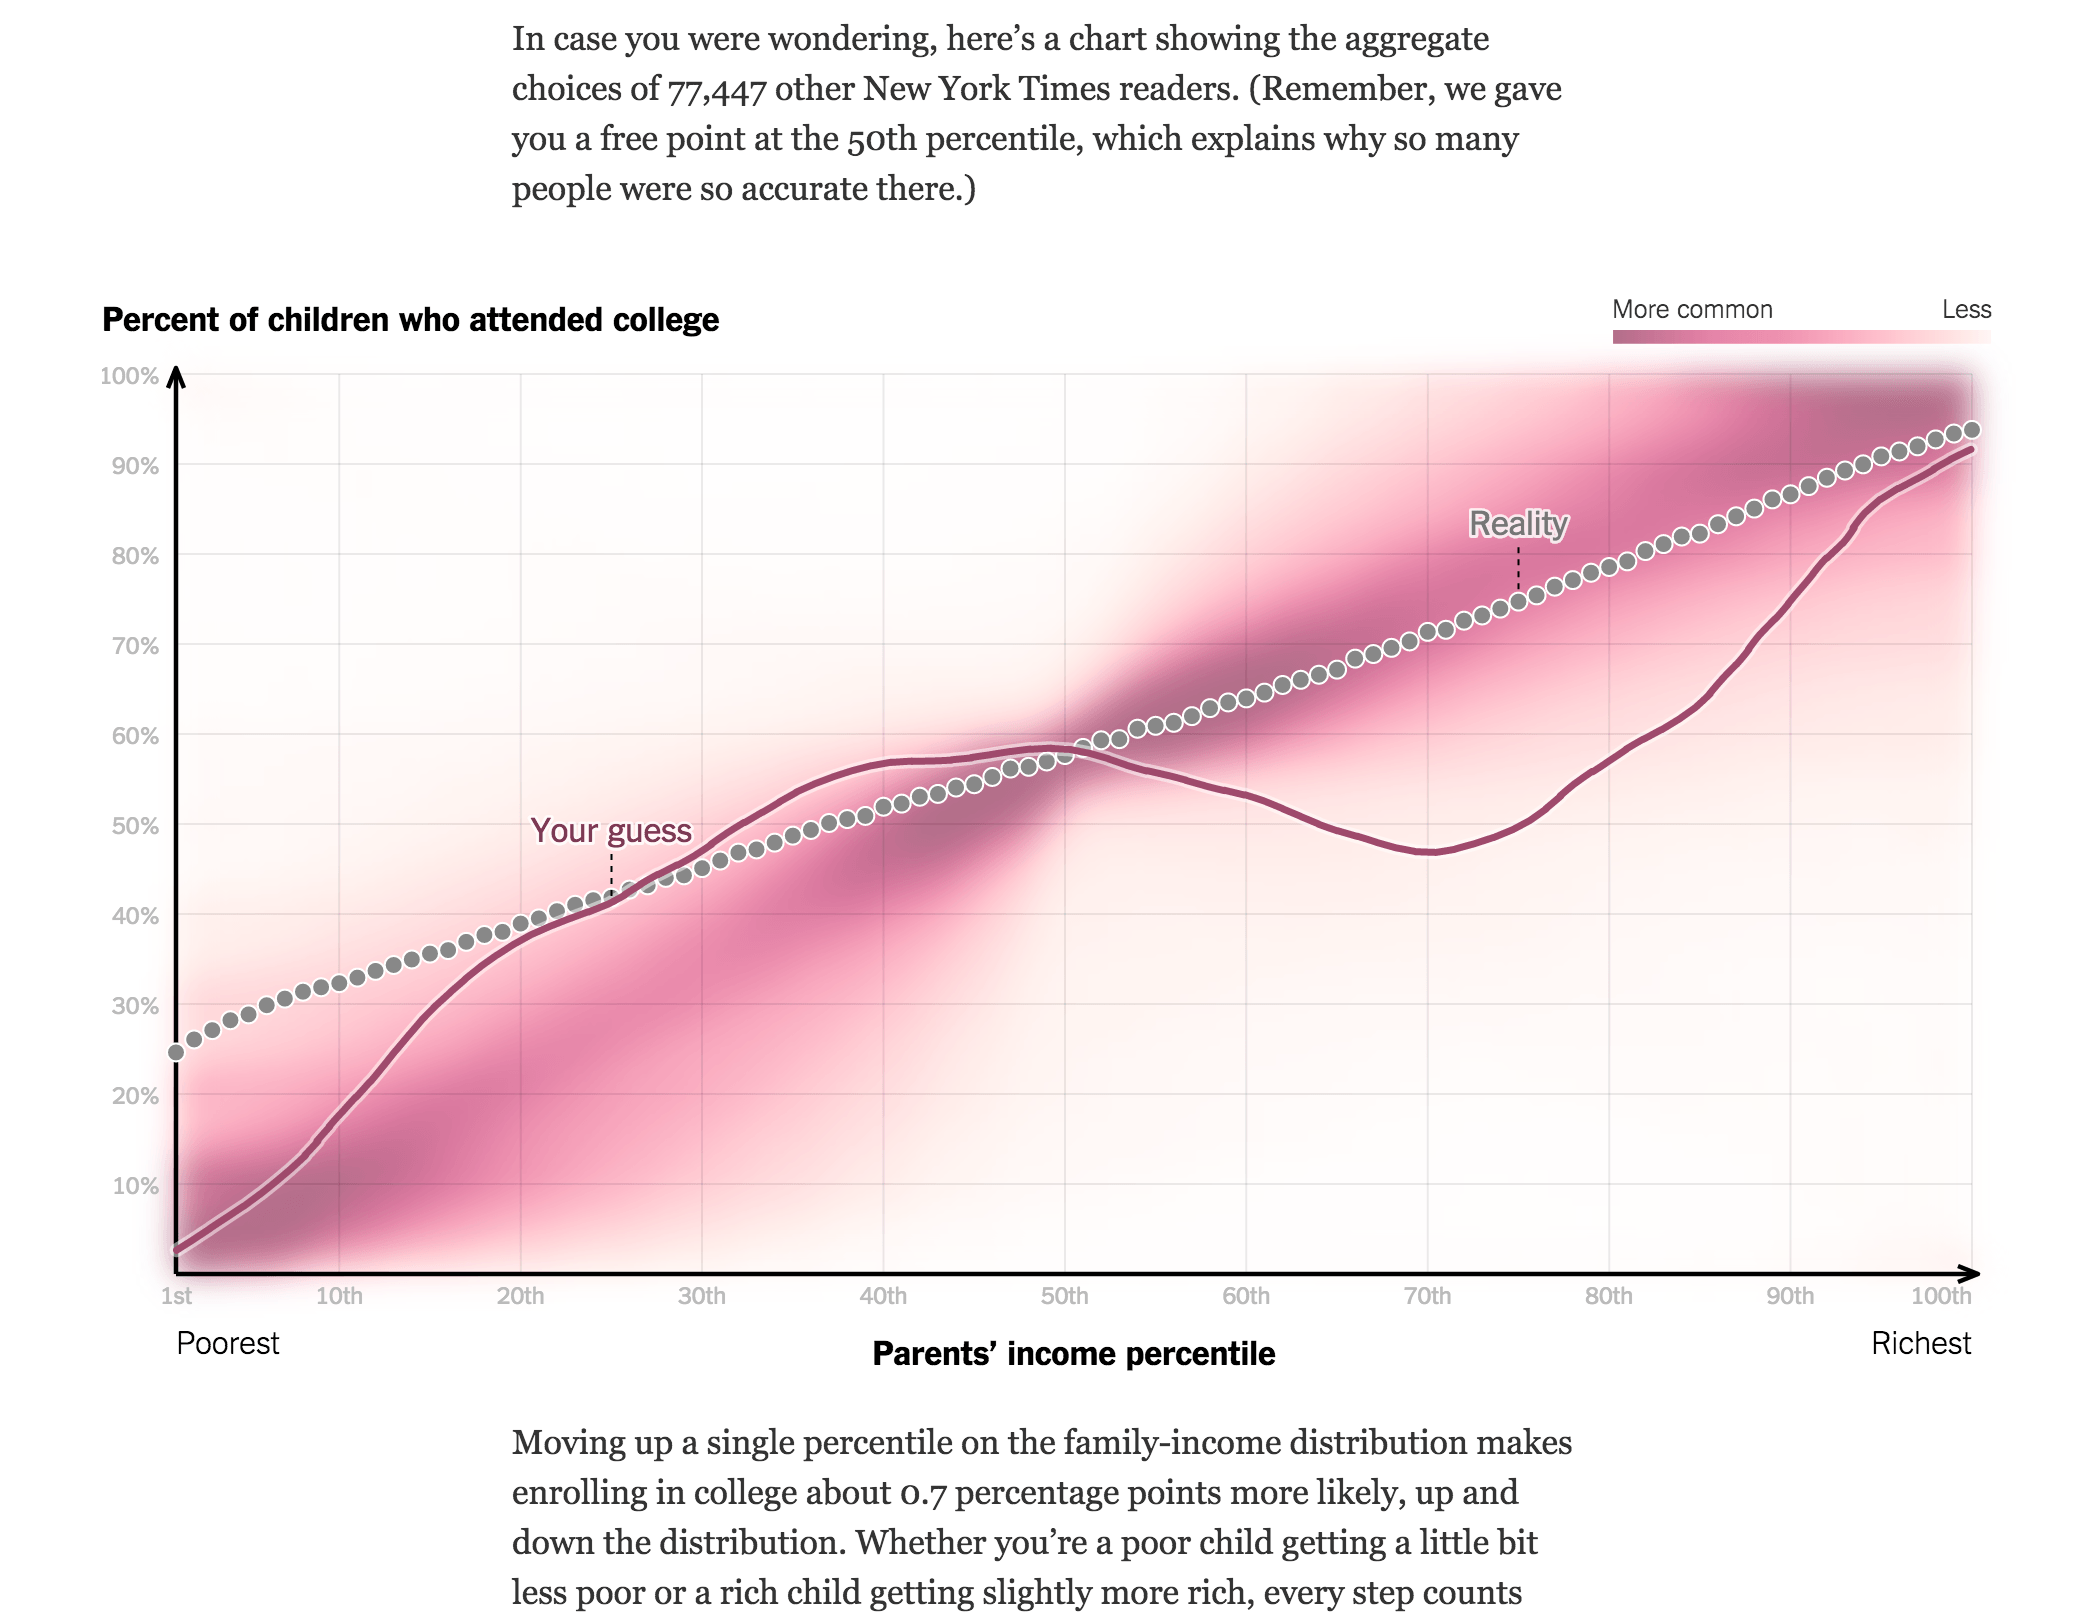 In case you were wondering, here’s a chart showing the aggregate
choices of 77,447 other New York Times readers. (Remember, we gave
you a free point at the 50th percentile, which explains why so many
people were so accurate there.)
Percent of children who attended college
More common Less
100%
90%
80%
70%
60%
50%
40%
30%
20%
10%
Reality
Your guess
1st 10th 20th 30th 40th 50th 60th 70th 80th 90th 100th
Poorest Richest
Parents’ income percentile
Moving up a single percentile on the family-income distribution makes
enrolling in college about 0.7 percentage points more likely, up and
down the distribution. Whether you’re a poor child getting a little bit
less poor or a rich child getting slightly more rich, every step counts